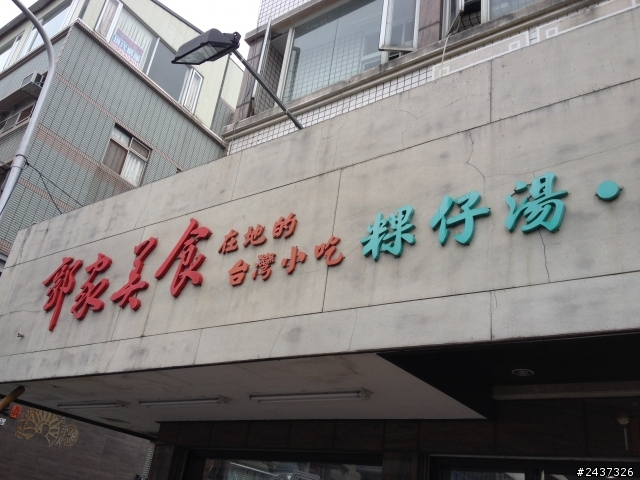 郭家美食
在地的
台灣小吃
粿仔湯·
#2437326